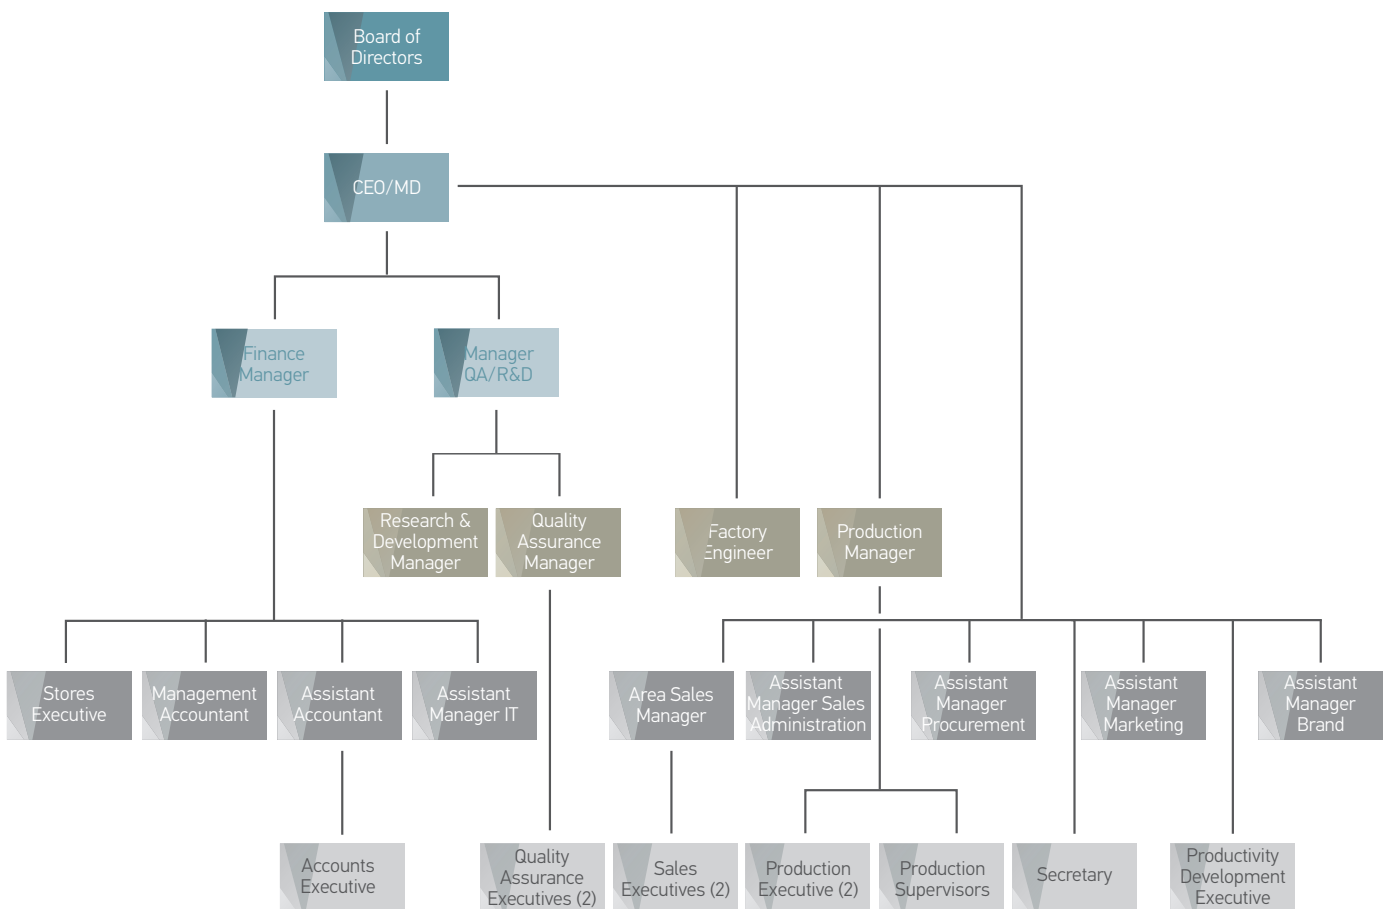 Board of
Directors
CEO/MD
Finance
Manager
Manager
QA/R&D
Research &
Development
Manager
Quality
Assurance
Manager
Factory
Engineer
Production
Manager
Stores
Executive
Management
Accountant
Assistant
Accountant
Assistant
Manager IT
Area Sales
Manager
Assistant
Manager Sales
Administration
Assistant
Manager
Procurement
Assistant
Manager
Marketing
Assistant
Manager
Brand
Accounts
Executive
Quality
Assurance
Executives (2)
Sales
Executives (2)
Production
Executive (2)
Production
Supervisors
Secretary
Productivity
Development
Executive